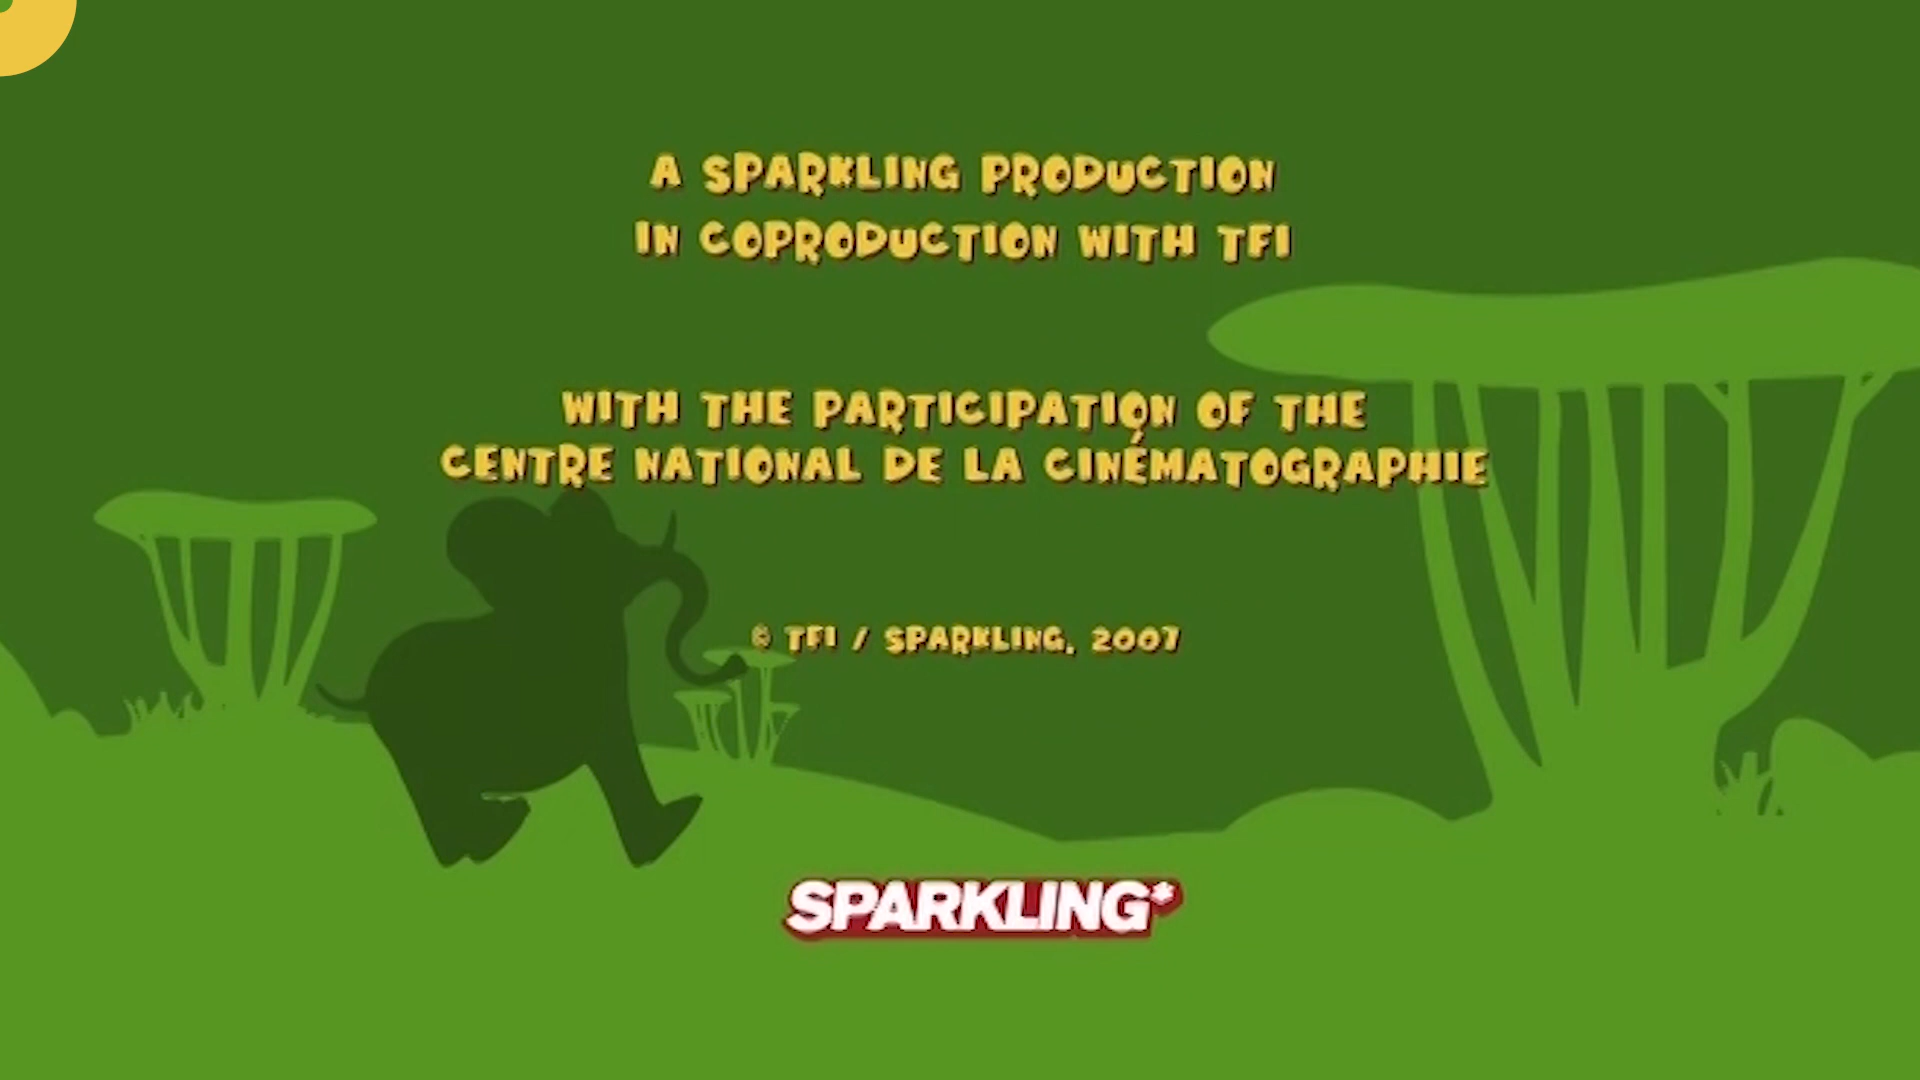 A SPARKLING PRODUCTION
IN COPRODUCTION WITH TF1
WITH THE PARTICIPATION OF THE
CENTRE NATIONAL DE LA CINÉMATOGRAPHIE
© TF1 / SPARKLING, 2007
SPARKLING*